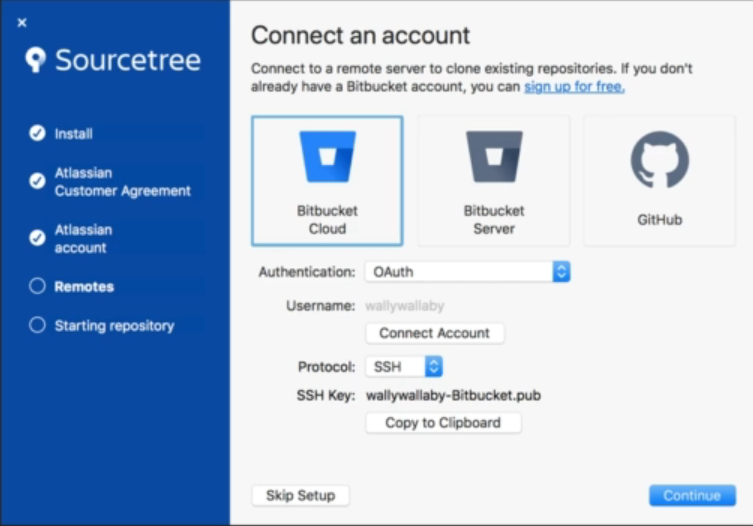 Sourcetree
Install
Atlassian
Customer Agreement
Atlassian
account
Remotes
Starting repository
Connect an account
Connect to a remote server to clone existing repositories. If you don't
already have a Bitbucket account, you can sign up for free.
Bitbucket
Cloud
Bitbucket
Server
GitHub
Authentication: OAuth
Username: wallywallaby
Connect Account
Protocol: SSH
SSH Key: wallywallaby-Bitbucket.pub
Copy to Clipboard
Skip Setup
Continue